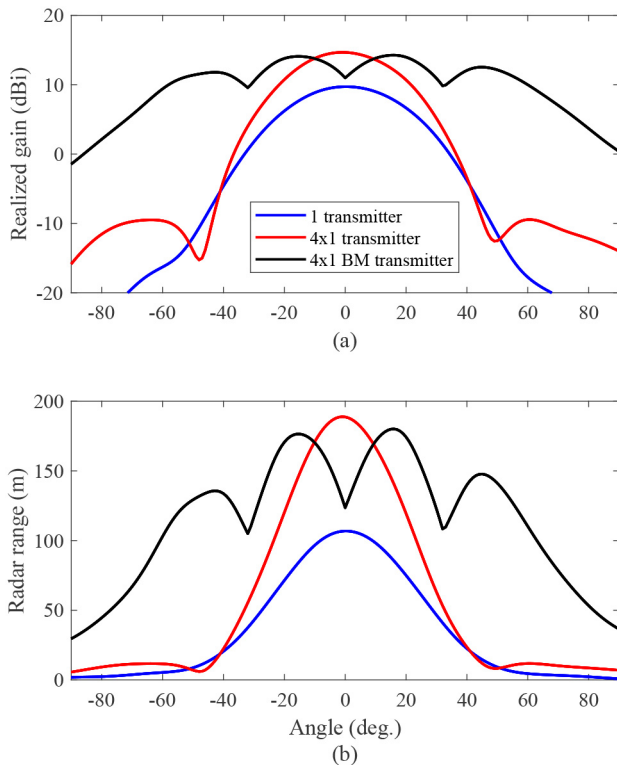 20
10
0
-10
-20
Realized gain (dBi)
1 transmitter
4x1 transmitter
4x1 BM transmitter
-80 -60 -40 -20 0 20 40 60 80
(a)
200
150
100
50
0
Radar range (m)
-80 -60 -40 -20 0 20 40 60 80
Angle (deg.)
(b)